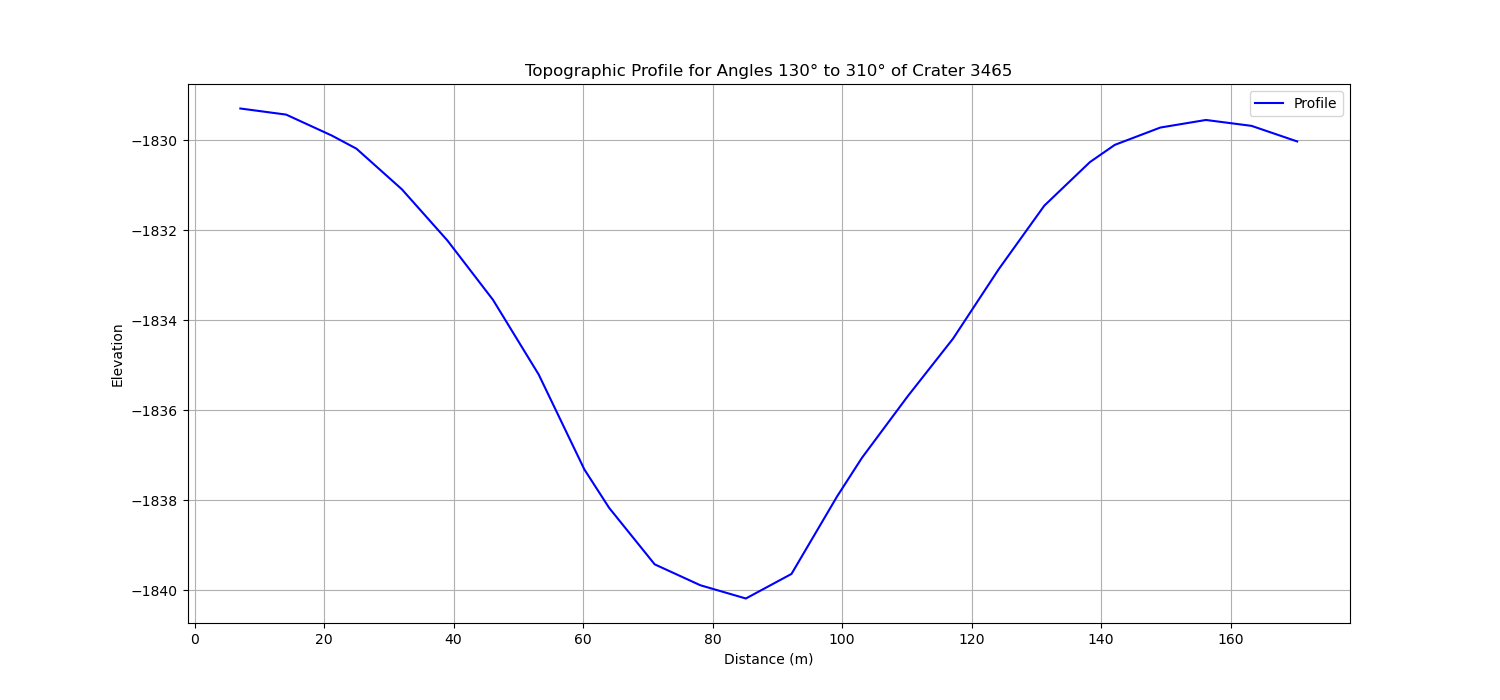 Topographic Profile for Angles 130° to 310° of Crater 3465
Profile
−1830
−1832
−1834
−1836
−1838
−1840
Elevation
0 20 40 60 80 100 120 140 160
Distance (m)